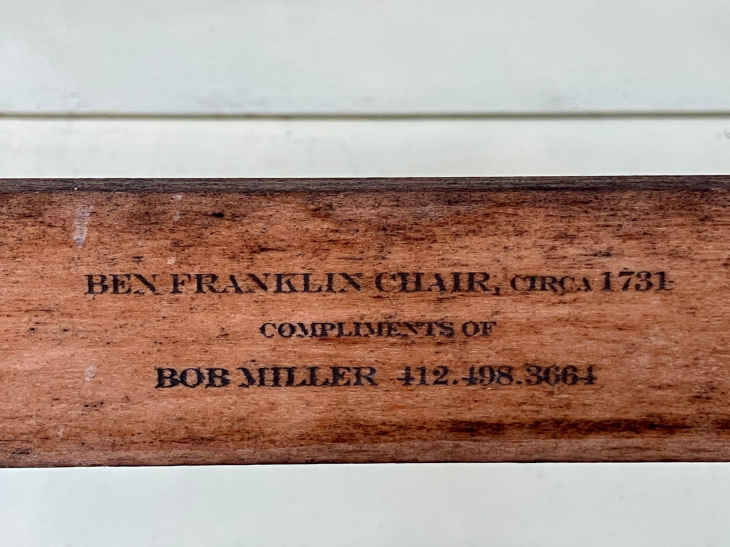 BEN FRANKLIN CHAIR, CIRCA 1731
COMPLIMENTS OF
BOB MILLER 412.498.3664